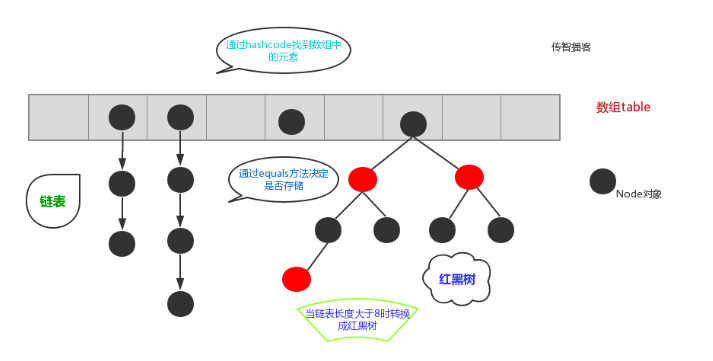 通过hashcode找到数组中
的元素
传智播客
数组table
通过equals方法决定
是否存储
链表
Node对象
红黑树
当链表长度大于8时转换
成红黑树